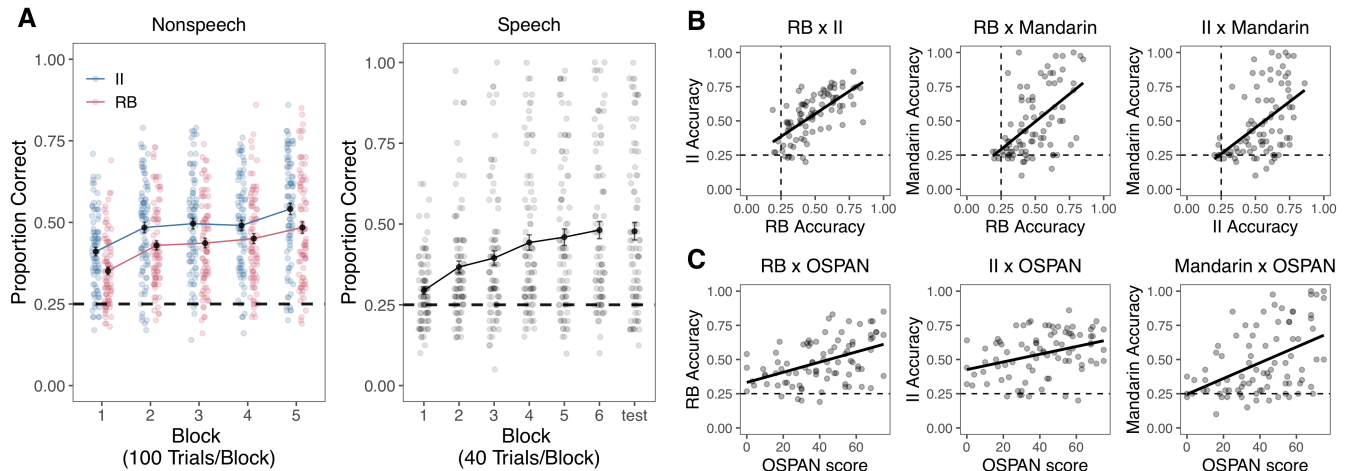 A
Nonspeech
Proportion Correct
1.00
0.75
0.50
0.25
0.00
II
RB
1 2 3 4 5
Block
(100 Trials/Block)
Speech
Proportion Correct
1.00
0.75
0.50
0.25
0.00
1 2 3 4 5 6 test
Block
(40 Trials/Block)
B
RB x II
II Accuracy
1.00
0.75
0.50
0.25
0.00
0.00 0.25 0.50 0.75 1.00
RB Accuracy
RB x Mandarin
Mandarin Accuracy
1.00
0.75
0.50
0.25
0.00
0.00 0.25 0.50 0.75 1.00
RB Accuracy
II x Mandarin
Mandarin Accuracy
1.00
0.75
0.50
0.25
0.00
0.00 0.25 0.50 0.75 1.00
II Accuracy
C
RB x OSPAN
RB Accuracy
1.00
0.75
0.50
0.25
0.00
0 20 40 60
OSPAN score
II x OSPAN
II Accuracy
1.00
0.75
0.50
0.25
0.00
0 20 40 60
OSPAN score
Mandarin x OSPAN
Mandarin Accuracy
1.00
0.75
0.50
0.25
0.00
0 20 40 60
OSPAN score